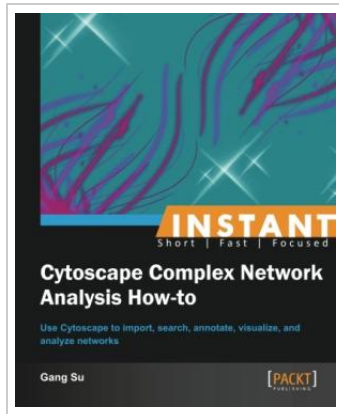 INSTANT
Short | Fast | Focused
Cytoscape Complex Network
Analysis How-to
Use Cytoscape to import, search, annotate, visualize, and
analyze networks
Gang Su
[PACKT]
PUBLISHING